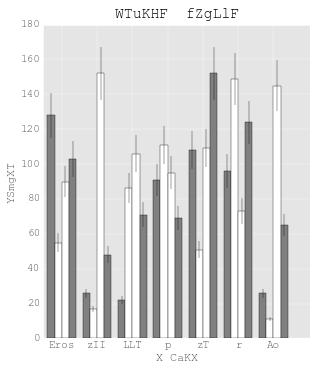 WTuKHF fZgLlF
180
160
140
120
100
80
60
40
20
0
YSmgXT
Eros zII LLT p zT r Ao
X CaKX